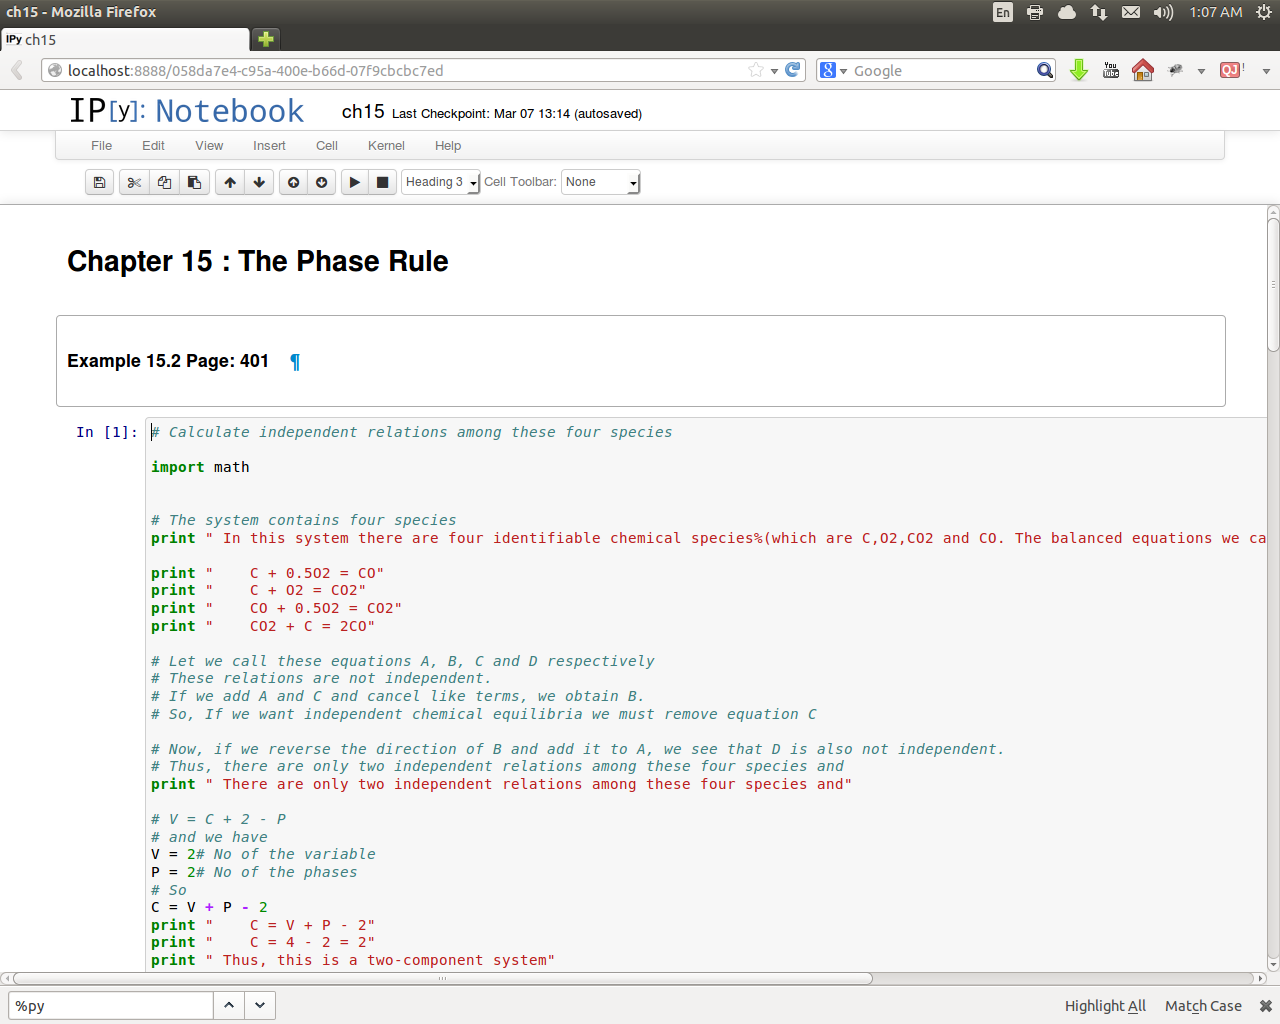 ch15 - Mozilla Firefox
En
1:07 AM
IPy ch15
localhost:8888/058da7e4-c95a-400e-b66d-07f9cbcbc7ed
8
Google
You Tube
QJ !
IP[y]: Notebook
ch15 Last Checkpoint: Mar 07 13:14 (autosaved)
File Edit View Insert Cell Kernel Help
Heading 3 Cell Toolbar: None
Chapter 15 : The Phase Rule
Example 15.2 Page: 401 ¶
In [1]: # Calculate independent relations among these four species
import math
# The system contains four species
print " In this system there are four identifiable chemical species%(which are C,O2,CO2 and CO. The balanced equations we ca
print "    C + 0.5O2 = CO"
print "    C + O2 = CO2"
print "    CO + 0.5O2 = CO2"
print "    CO2 + C = 2CO"
# Let we call these equations A, B, C and D respectively
# These relations are not independent.
# If we add A and C and cancel like terms, we obtain B.
# So, If we want independent chemical equilibria we must remove equation C
# Now, if we reverse the direction of B and add it to A, we see that D is also not independent.
# Thus, there are only two independent relations among these four species and
print " There are only two independent relations among these four species and"
# V = C + 2 - P
# and we have
V = 2# No of the variable
P = 2# No of the phases
# So
C = V + P - 2
print "    C = V + P - 2"
print "    C = 4 - 2 = 2"
print " Thus, this is a two-component system"
%py
Highlight All Match Case